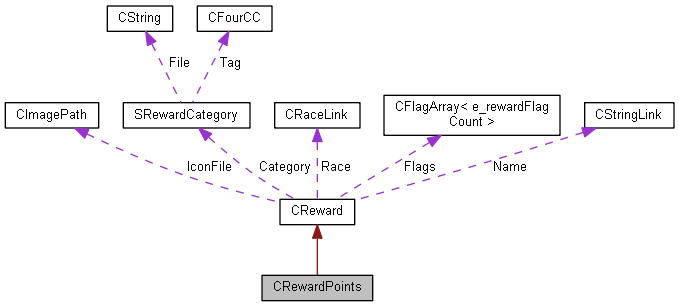 CString
CFourCC
File
Tag
CImagePath
SRewardCategory
CRaceLink
CFlagArray< e_rewardFlag
Count >
CStringLink
IconFile
Category
Race
Flags
Name
CReward
CRewardPoints